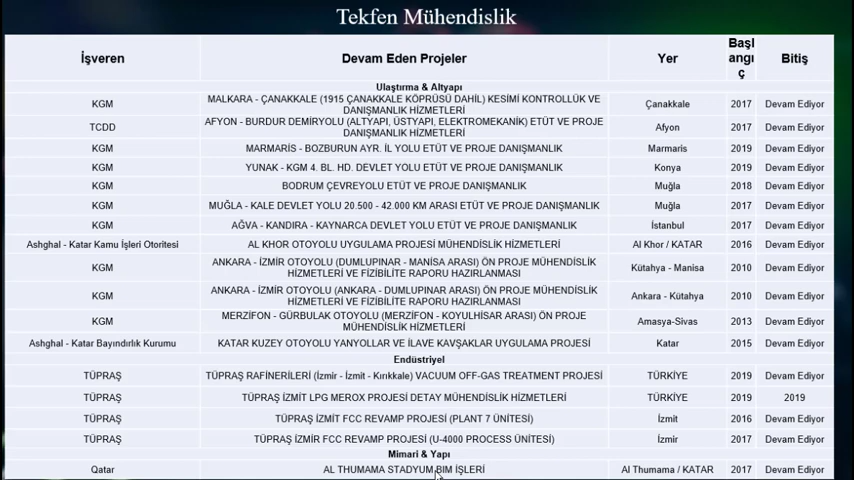 Tekfen Mühendislik
İşveren Devam Eden Projeler Yer Başlangıç Bitiş
Ulaştırma & Altyapı
KGM MALKARA - ÇANAKKALE (1915 ÇANAKKALE KÖPRÜSÜ DAHİL) KESİMİ KONTROLLÜK VE DANIŞMANLIK HİZMETLERİ Çanakkale 2017 Devam Ediyor
TCDD AFYON - BURDUR DEMİRYOLU (ALTYAPI, ÜSTYAPI, ELEKTROMEKANİK) ETÜT VE PROJE DANIŞMANLIK HİZMETLERİ Afyon 2017 Devam Ediyor
KGM MARMARİS - BOZBURUN AYR. İL YOLU ETÜT VE PROJE DANIŞMANLIK Marmaris 2019 Devam Ediyor
KGM YUNAK - KGM 4. BL. HD. DEVLET YOLU ETÜT VE PROJE DANIŞMANLIK Konya 2019 Devam Ediyor
KGM BODRUM ÇEVREYOLU ETÜT VE PROJE DANIŞMANLIK Muğla 2018 Devam Ediyor
KGM MUĞLA - KALE DEVLET YOLU 20.500 - 42.000 KM ARASI ETÜT VE PROJE DANIŞMANLIK Muğla 2017 Devam Ediyor
KGM AĞVA - KANDIRA - KAYNARCA DEVLET YOLU ETÜT VE PROJE DANIŞMANLIK İstanbul 2017 Devam Ediyor
Ashghal - Katar Kamu İşleri Otoritesi AL KHOR OTOYOLU UYGULAMA PROJESİ MÜHENDİSLİK HİZMETLERİ Al Khor / KATAR 2016 Devam Ediyor
KGM ANKARA - İZMİR OTOYOLU (DUMLUPINAR - MANİSA ARASI) ÖN PROJE MÜHENDİSLİK HİZMETLERİ VE FİZİBİLİTE RAPORU HAZIRLANMASI Kütahya - Manisa 2010 Devam Ediyor
KGM ANKARA - İZMİR OTOYOLU (ANKARA - DUMLUPINAR ARASI) ÖN PROJE MÜHENDİSLİK HİZMETLERİ VE FİZİBİLİTE RAPORU HAZIRLANMASI Ankara - Kütahya 2010 Devam Ediyor
KGM MERZİFON - GÜRBULAK OTOYOLU (MERZİFON - KOYULHİSAR ARASI) ÖN PROJE MÜHENDİSLİK HİZMETLERİ Amasya-Sivas 2013 Devam Ediyor
Ashghal - Katar Bayındırlık Kurumu KATAR KUZEY OTOYOLU YANYOLLAR VE İLAVE KAVŞAKLAR UYGULAMA PROJESİ Katar 2015 Devam Ediyor
Endüstriyel
TÜPRAŞ TÜPRAŞ RAFİNERİLERİ (İzmir - İzmit - Kırıkkale) VACUUM OFF-GAS TREATMENT PROJESİ TÜRKİYE 2019 Devam Ediyor
TÜPRAŞ TÜPRAŞ İZMİT LPG MEROX PROJESİ DETAY MÜHENDİSLİK HİZMETLERİ TÜRKİYE 2019 2019
TÜPRAŞ TÜPRAŞ İZMİT FCC REVAMP PROJESİ (PLANT 7 ÜNİTESİ) İzmit 2016 Devam Ediyor
TÜPRAŞ TÜPRAŞ İZMİR FCC REVAMP PROJESİ (U-4000 PROCESS ÜNİTESİ) İzmir 2017 Devam Ediyor
Mimari & Yapı
Qatar AL THUMAMA STADYUM BIM İŞLERİ Al Thumama / KATAR 2017 Devam Ediyor